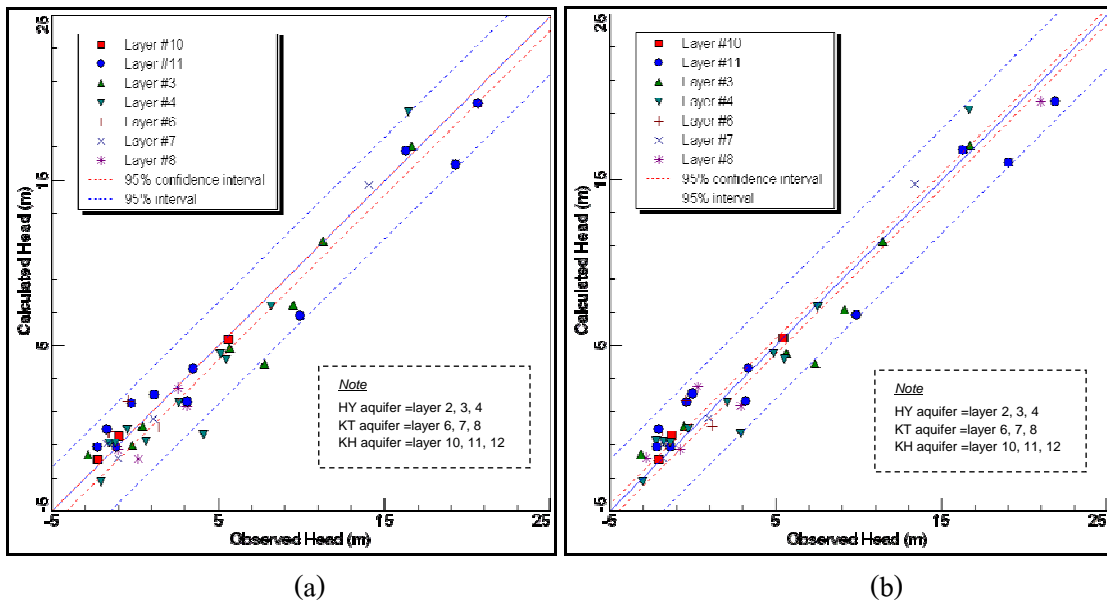 25
Layer #10
Layer #11
Layer #3
Layer #4
Layer #6
Layer #7
Layer #8
95% confidence interval
95% interval
15
Calculated Head (m)
5
Note
HY aquifer =layer 2, 3, 4
KT aquifer =layer 6, 7, 8
KH aquifer =layer 10, 11, 12
-5
-5
5
15
25
Observed Head (m)
(a)
25
Layer #10
Layer #11
Layer #3
Layer #4
Layer #6
Layer #7
Layer #8
95% confidence interval
95% interval
15
Calculated Head (m)
5
Note
HY aquifer =layer 2, 3, 4
KT aquifer =layer 6, 7, 8
KH aquifer =layer 10, 11, 12
-5
-5
5
15
25
Observed Head (m)
(b)